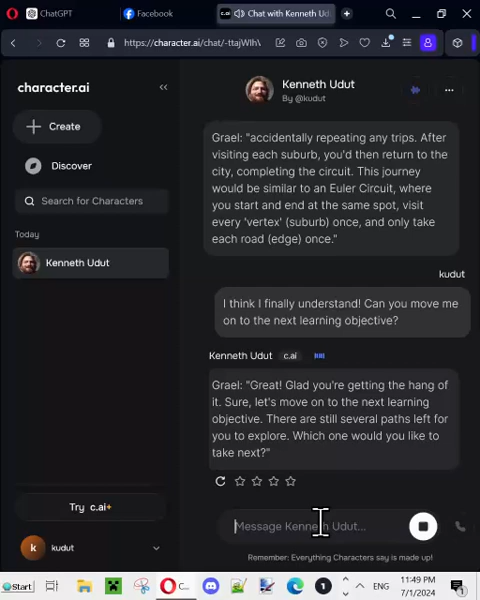 ChatGPT
Facebook
c.ai
Chat with Kenneth Ud
https://character.ai/chat/-ttajWIhV
character.ai
Create
Discover
Search for Characters
Today
Kenneth Udut
Try c.ai+
k
kudut
Kenneth Udut
By @kudut
Grael: "accidentally repeating any trips. After
visiting each suburb, you'd then return to the
city, completing the circuit. This journey
would be similar to an Euler Circuit, where
you start and end at the same spot, visit
every 'vertex' (suburb) once, and only take
each road (edge) once."
kudut
I think I finally understand! Can you move me
on to the next learning objective?
Kenneth Udut c.ai
Grael: "Great! Glad you're getting the hang of
it. Sure, let's move on to the next learning
objective. There are still several paths left for
you to explore. Which one would you like to
take next?"
Message Kenneth Udut...
Remember: Everything Characters say is made up!
Start
C...
1
ENG
11:49 PM
7/1/2024